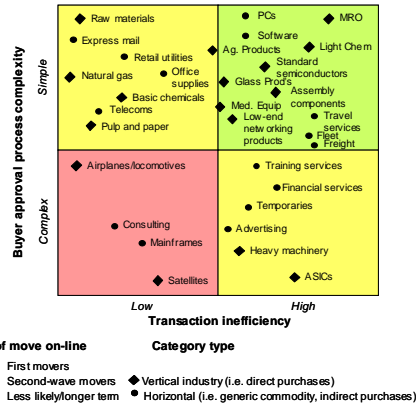 Raw materials
PCs
MRO
Express mail
Software
Retail utilities
Ag. Products
Light Chem
Natural gas
Office
supplies
Standard
semiconductors
Glass Prod's
Basic chemicals
Assembly
components
Telecoms
Med. Equip
Pulp and paper
Low-end
networking
products
Travel
services
Fleet
Freight
Airplanes/locomotives
Training services
Financial services
Temporaries
Consulting
Advertising
Mainframes
Heavy machinery
Satellites
ASICs
Buyer approval process complexity
Simple
Complex
Low
High
Transaction inefficiency
of move on-line
Category type
First movers
Second-wave movers
Vertical industry (i.e. direct purchases)
Less likely/longer term
Horizontal (i.e. generic commodity, indirect purchases)